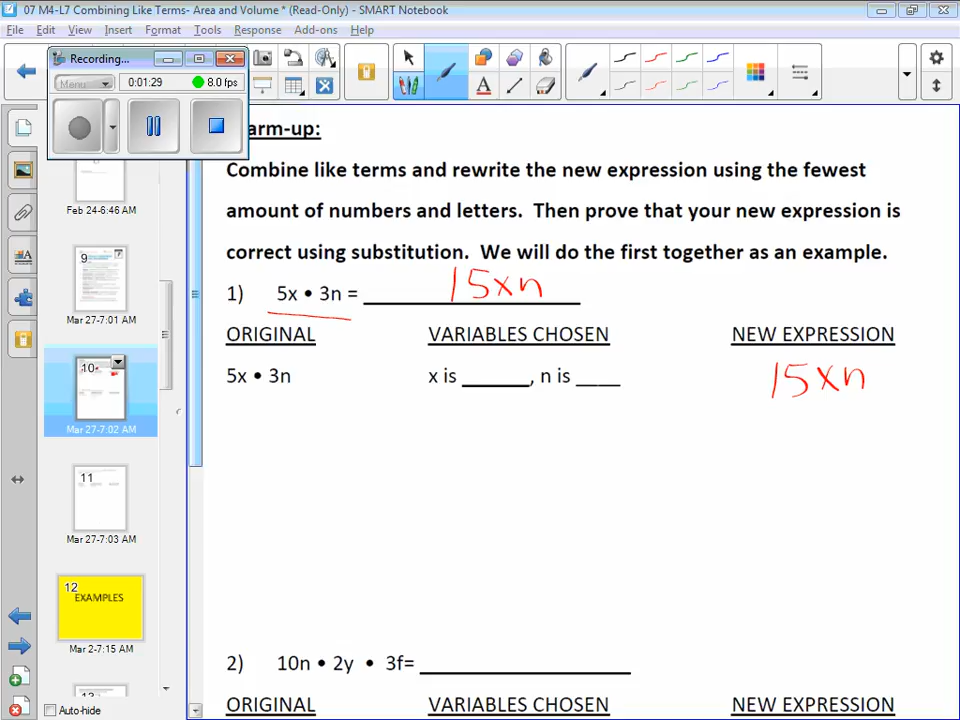 07 M4-L7 Combining Like Terms- Area and Volume * (Read-Only) - SMART Notebook
File Edit View Insert Format Tools Response Add-ons Help
Recording...
Menu 0:01:29 8.0 fps
arm-up:
Combine like terms and rewrite the new expression using the fewest
amount of numbers and letters. Then prove that your new expression is
correct using substitution. We will do the first together as an example.
1) 5x • 3n = 15xn
ORIGINAL VARIABLES CHOSEN NEW EXPRESSION
5x • 3n x is _____, n is ____ 15xn
2) 10n • 2y • 3f= ____________________
ORIGINAL VARIABLES CHOSEN NEW EXPRESSION
Feb 24-6:46 AM
9
Mar 27-7:01 AM
10
Mar 27-7:02 AM
11
Mar 27-7:03 AM
12
EXAMPLES
Mar 2-7:15 AM
13
Auto-hide